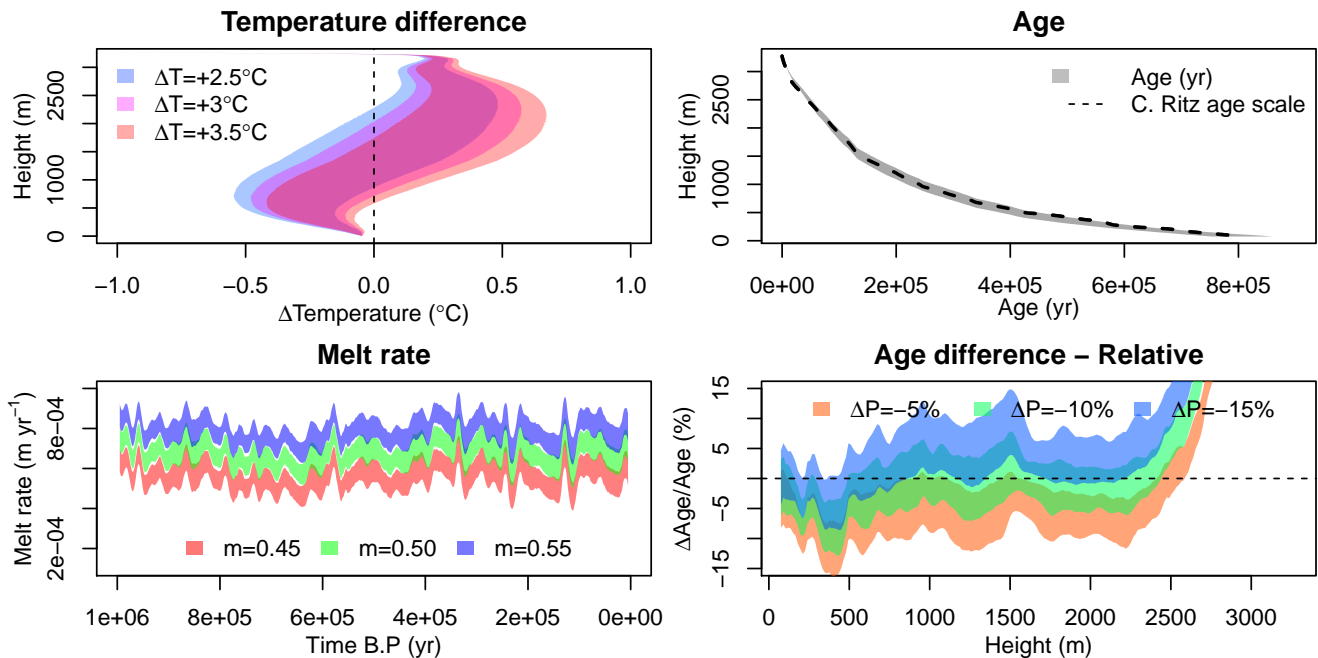 Temperature difference
ΔT=+2.5°C
ΔT=+3°C
ΔT=+3.5°C
Height (m)
2500
1000
0
−1.0 −0.5 0.0 0.5 1.0
ΔTemperature (°C)
Age
Age (yr)
C. Ritz age scale
Height (m)
2500
1000
0
0e+00 2e+05 4e+05 6e+05 8e+05
Age (yr)
Melt rate
Melt rate (m yr⁻¹)
8e−04
2e−04
m=0.45 m=0.50 m=0.55
1e+06 8e+05 6e+05 4e+05 2e+05 0e+00
Time B.P (yr)
Age difference − Relative
ΔAge/Age (%)
15
5
−5
−15
ΔP=−5% ΔP=−10% ΔP=−15%
0 500 1000 1500 2000 2500 3000
Height (m)